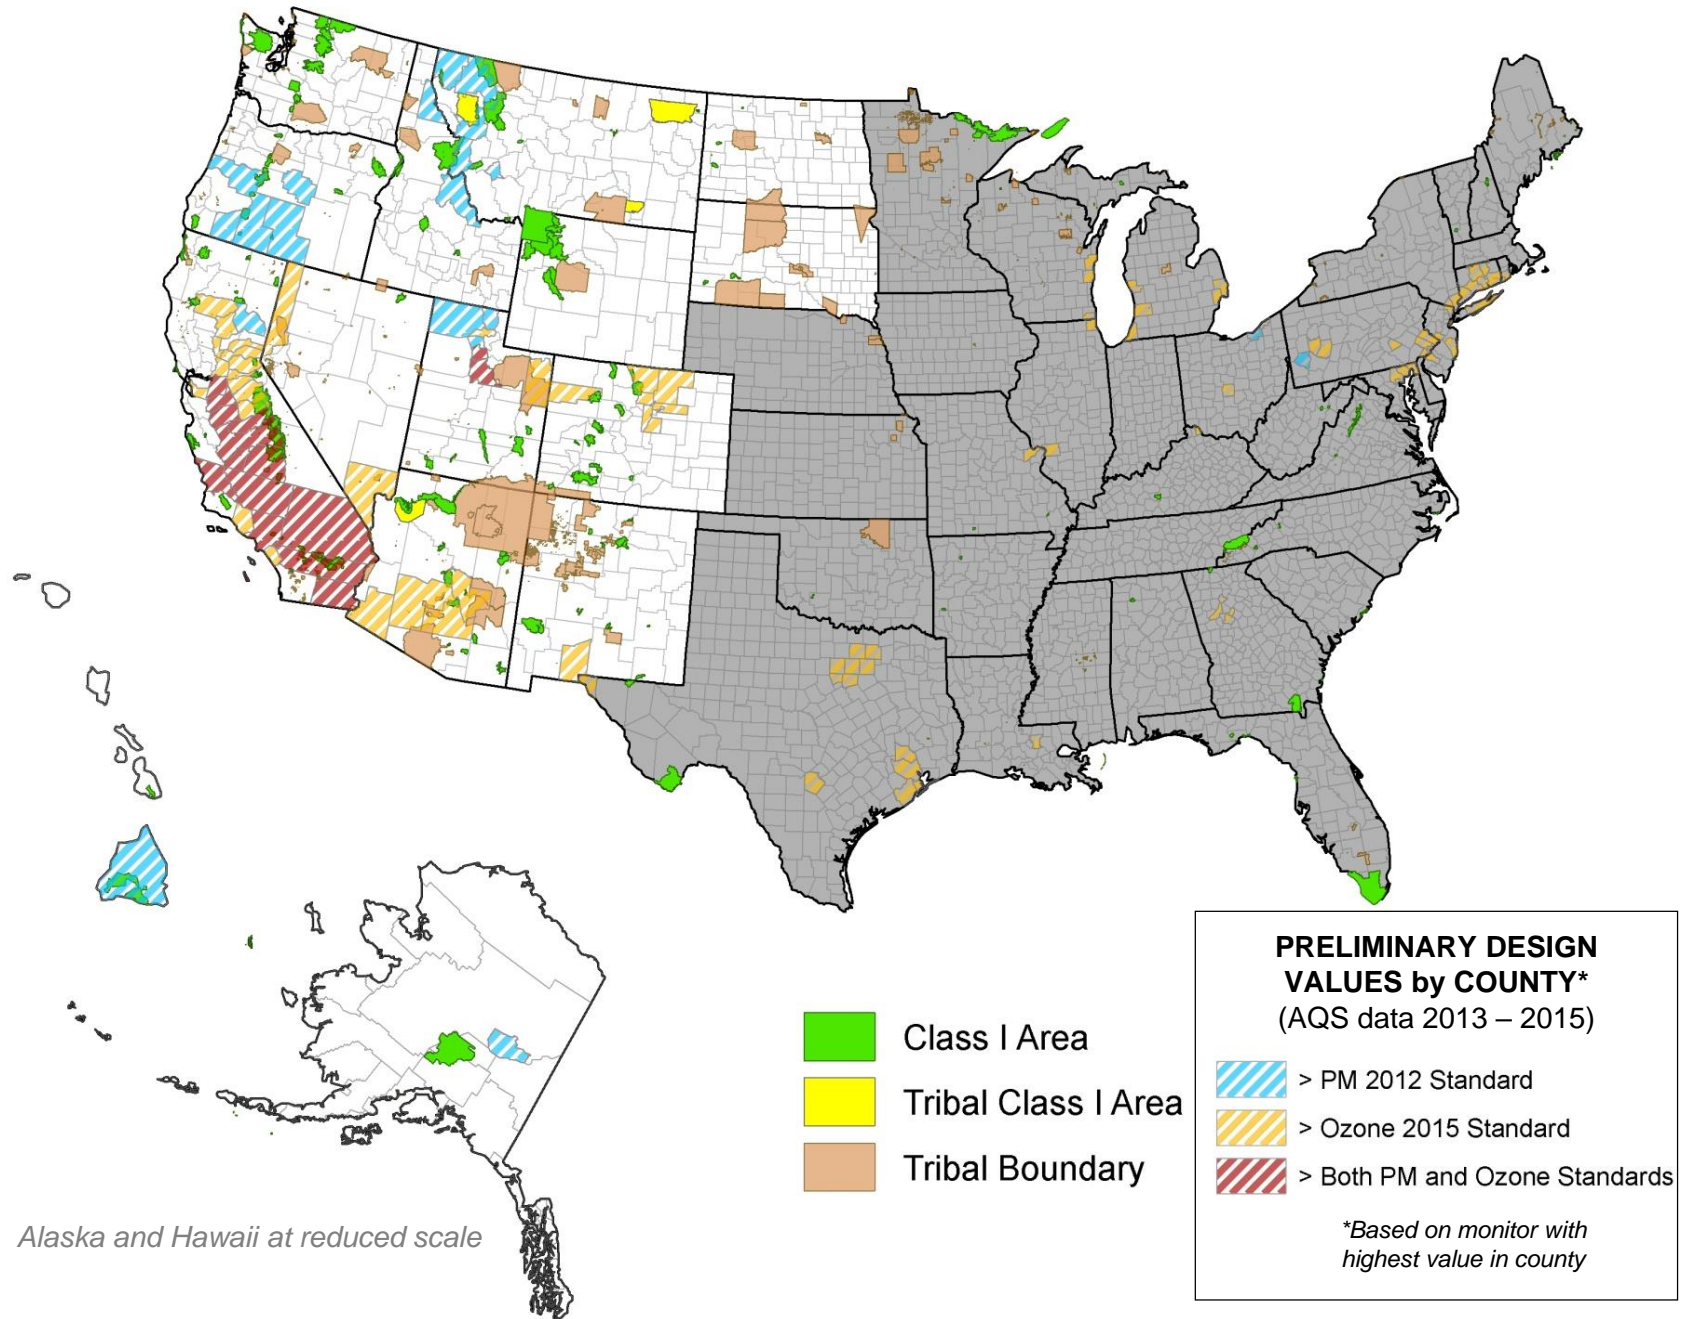 PRELIMINARY DESIGN
VALUES by COUNTY*
(AQS data 2013 – 2015)
> PM 2012 Standard
> Ozone 2015 Standard
> Both PM and Ozone Standards
*Based on monitor with
highest value in county
Class I Area
Tribal Class I Area
Tribal Boundary
Alaska and Hawaii at reduced scale